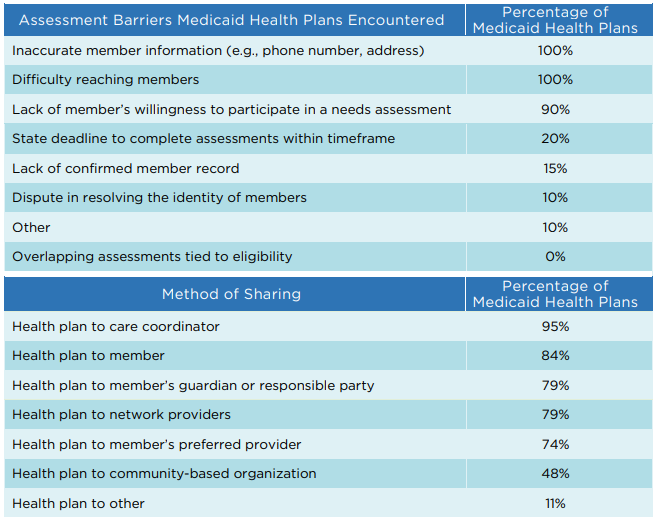 Assessment Barriers Medicaid Health Plans Encountered
Percentage of
Medicaid Health Plans
Inaccurate member information (e.g., phone number, address) 100%
Difficulty reaching members 100%
Lack of member’s willingness to participate in a needs assessment 90%
State deadline to complete assessments within timeframe 20%
Lack of confirmed member record 15%
Dispute in resolving the identity of members 10%
Other 10%
Overlapping assessments tied to eligibility 0%
Method of Sharing
Percentage of
Medicaid Health Plans
Health plan to care coordinator 95%
Health plan to member 84%
Health plan to member’s guardian or responsible party 79%
Health plan to network providers 79%
Health plan to member’s preferred provider 74%
Health plan to community-based organization 48%
Health plan to other 11%